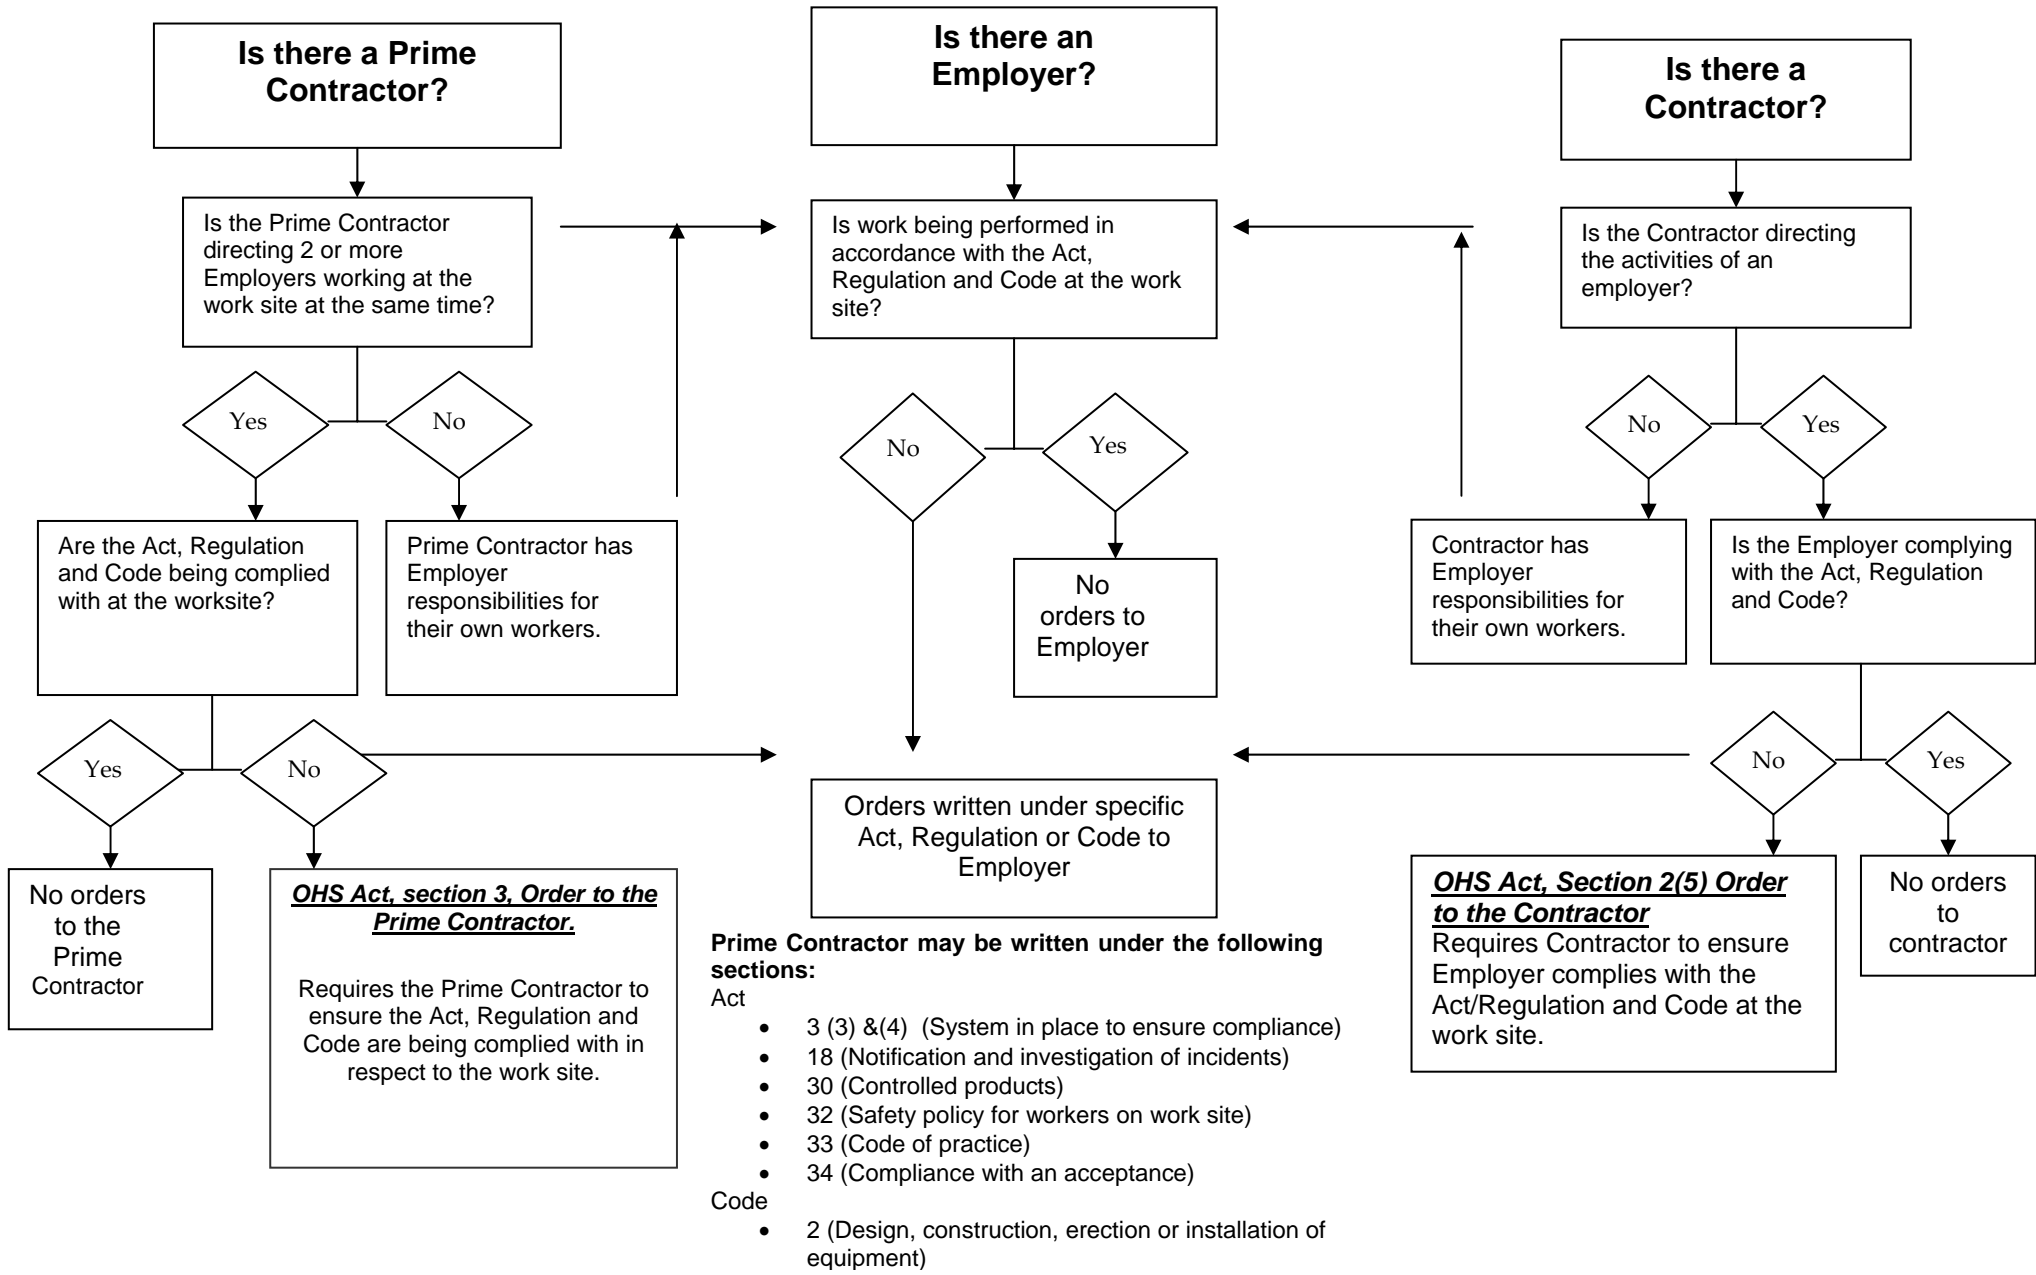 Is there a Prime
Contractor?
Is the Prime Contractor
directing 2 or more
Employers working at the
work site at the same time?
Yes
No
Are the Act, Regulation
and Code being complied
with at the worksite?
Prime Contractor has
Employer
responsibilities for
their own workers.
Yes
No
No orders
to the
Prime
Contractor
OHS Act, section 3, Order to the
Prime Contractor.
Requires the Prime Contractor to
ensure the Act, Regulation and
Code are being complied with in
respect to the work site.
Is there an
Employer?
Is work being performed in
accordance with the Act,
Regulation and Code at the work
site?
No
Yes
No
orders to
Employer
Orders written under specific
Act, Regulation or Code to
Employer
Prime Contractor may be written under the following
sections:
Act
• 3 (3) &(4) (System in place to ensure compliance)
• 18 (Notification and investigation of incidents)
• 30 (Controlled products)
• 32 (Safety policy for workers on work site)
• 33 (Code of practice)
• 34 (Compliance with an acceptance)
Code
• 2 (Design, construction, erection or installation of
equipment)
Is there a
Contractor?
Is the Contractor directing
the activities of an
employer?
No
Yes
Contractor has
Employer
responsibilities for
their own workers.
Is the Employer complying
with the Act, Regulation
and Code?
No
Yes
OHS Act, Section 2(5) Order
to the Contractor
Requires Contractor to ensure
Employer complies with the
Act/Regulation and Code at the
work site.
No orders
to
contractor